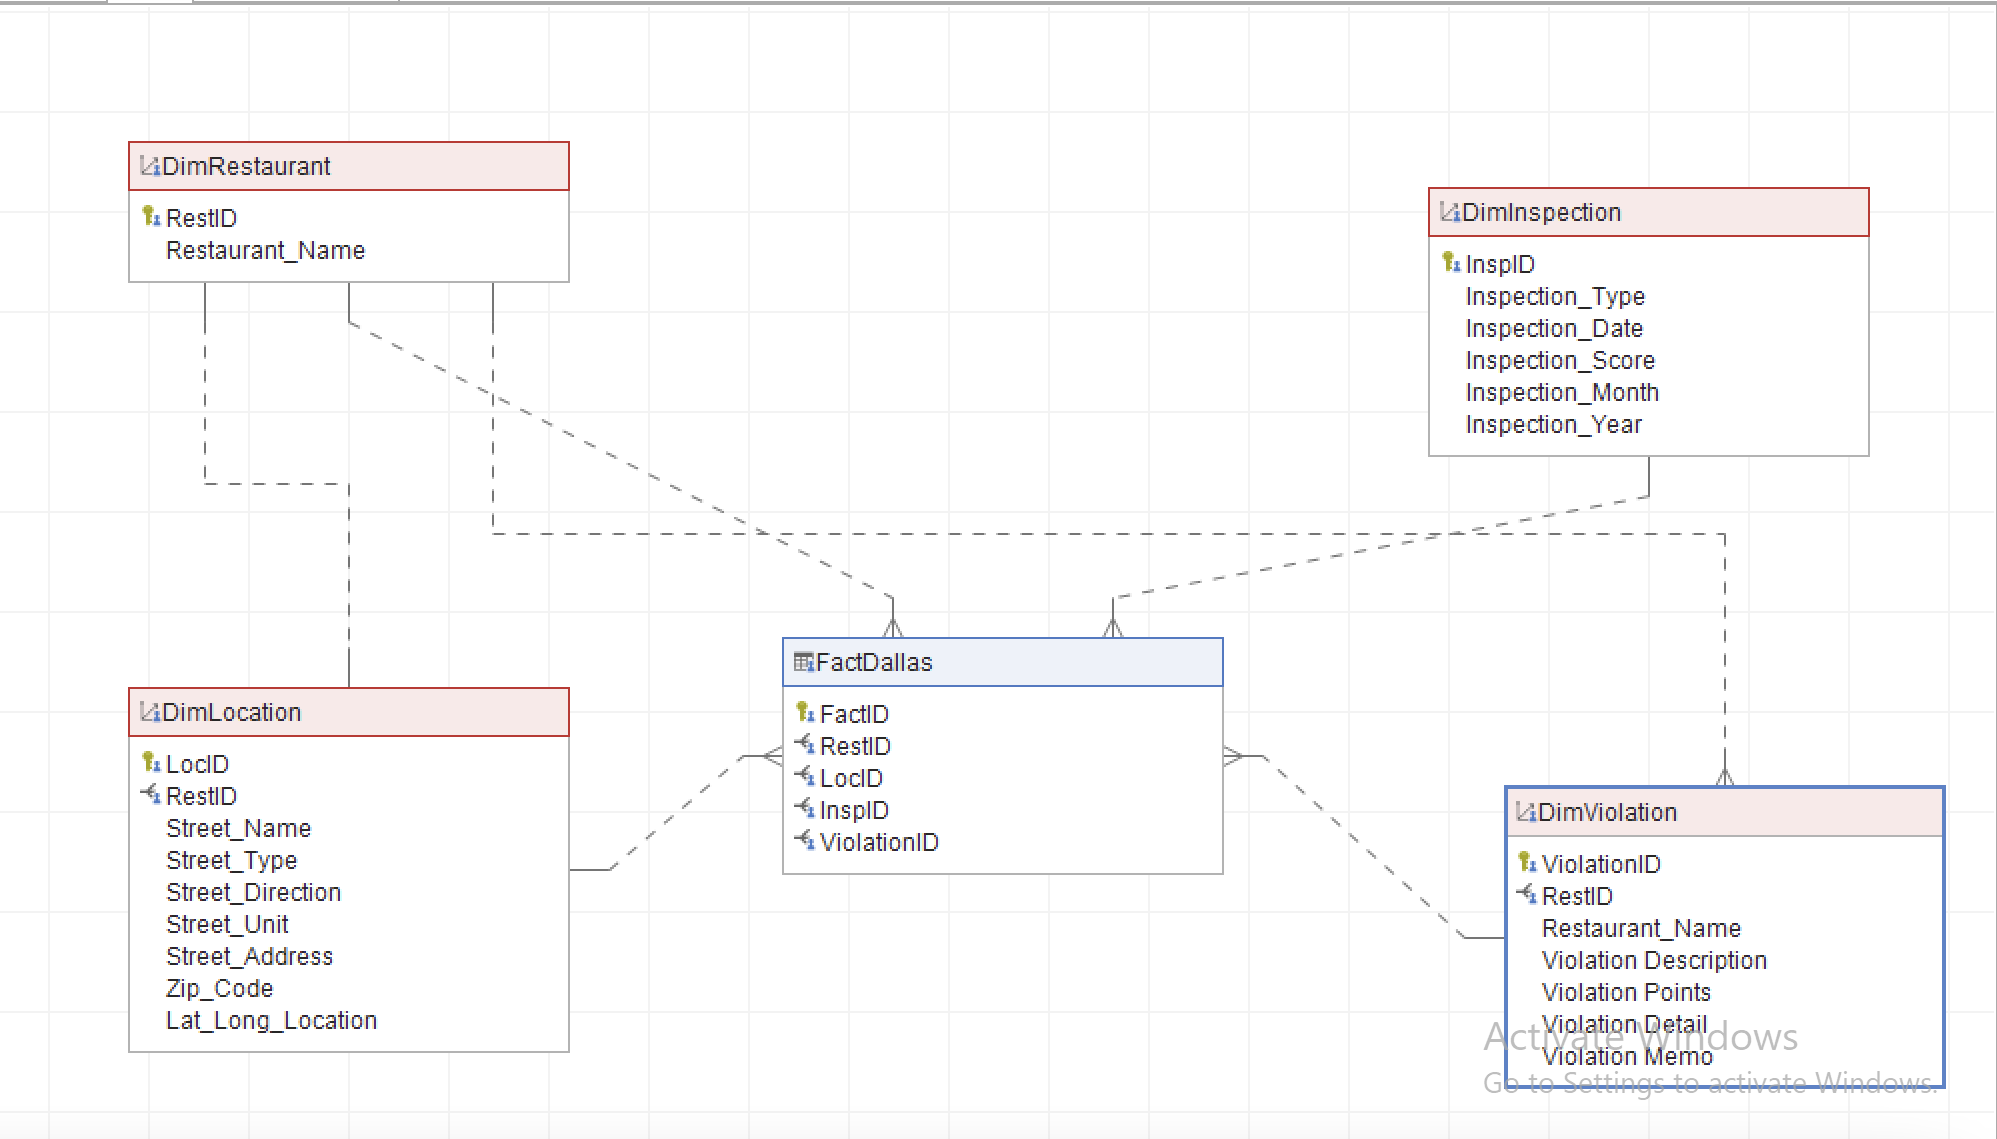 DimRestaurant
RestID
Restaurant_Name
DimInspection
InspID
Inspection_Type
Inspection_Date
Inspection_Score
Inspection_Month
Inspection_Year
FactDallas
FactID
RestID
LocID
InspID
ViolationID
DimLocation
LocID
RestID
Street_Name
Street_Type
Street_Direction
Street_Unit
Street_Address
Zip_Code
Lat_Long_Location
DimViolation
ViolationID
RestID
Restaurant_Name
Violation Description
Violation Points
Violation Detail
Violation Memo
Activate Windows
Go to Settings to activate Windows.